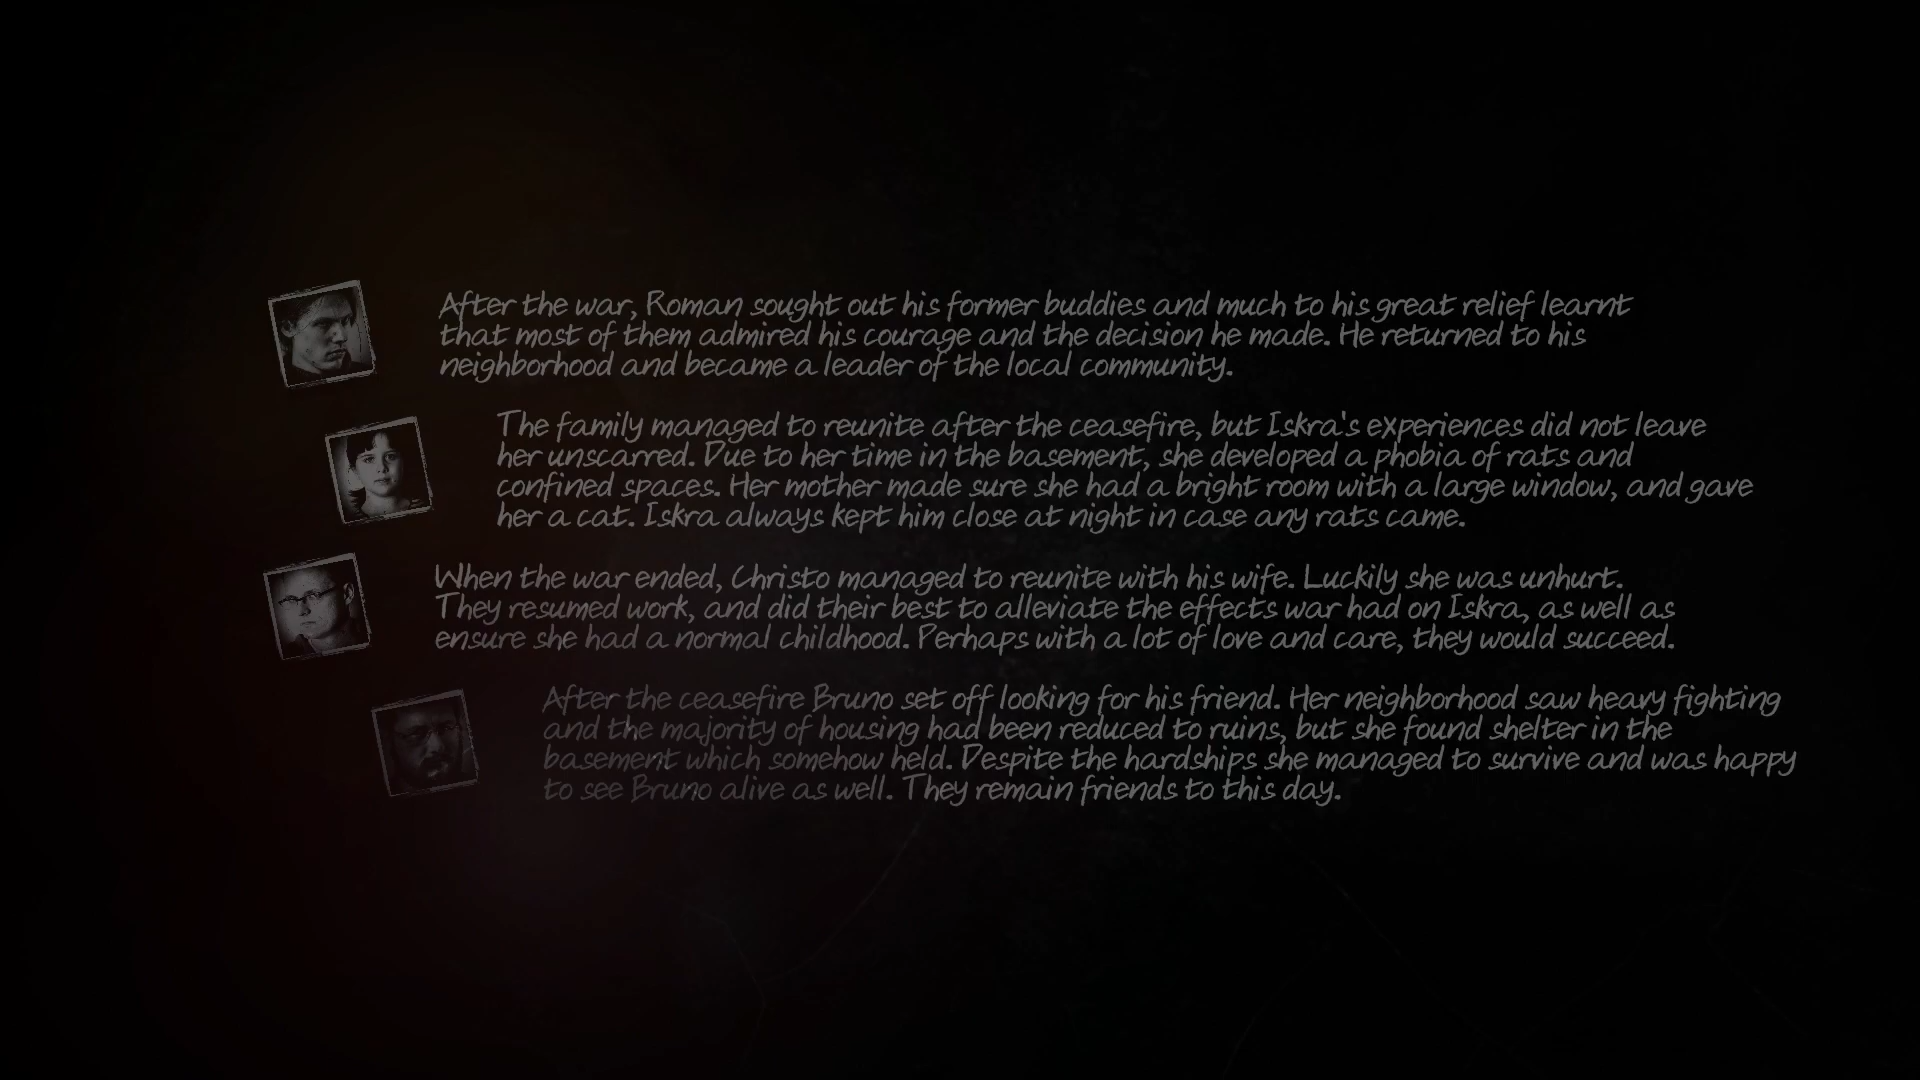 After the war, Roman sought out his former buddies and much to his great relief learnt
that most of them admired his courage and the decision he made. He returned to his
neighborhood and became a leader of the local community.
The family managed to reunite after the ceasefire, but Iskra's experiences did not leave
her unscarred. Due to her time in the basement, she developed a phobia of rats and
confined spaces. Her mother made sure she had a bright room with a large window, and gave
her a cat. Iskra always kept him close at night in case any rats came.
When the war ended, Christo managed to reunite with his wife. Luckily she was unhurt.
They resumed work, and did their best to alleviate the effects war had on Iskra, as well as
ensure she had a normal childhood. Perhaps with a lot of love and care, they would succeed.
After the ceasefire Bruno set off looking for his friend. Her neighborhood saw heavy fighting
and the majority of housing had been reduced to ruins, but she found shelter in the
basement which somehow held. Despite the hardships she managed to survive and was happy
to see Bruno alive as well. They remain friends to this day.